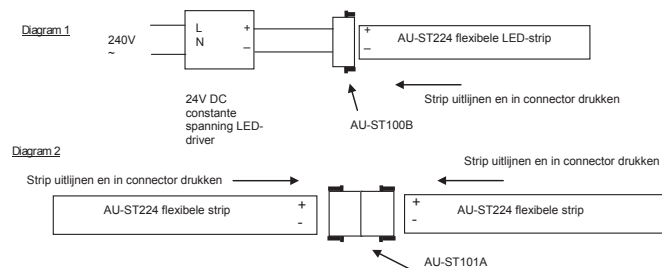 Diagram 1
240V
~
L
N
+
–
+
–
AU-ST224 flexibele LED-strip
Strip uitlijnen en in connector drukken
24V DC
constante
spanning LED-
driver
AU-ST100B
Diagram 2
Strip uitlijnen en in connector drukken
Strip uitlijnen en in connector drukken
AU-ST224 flexibele strip
+
-
+
-
AU-ST224 flexibele strip
AU-ST101A